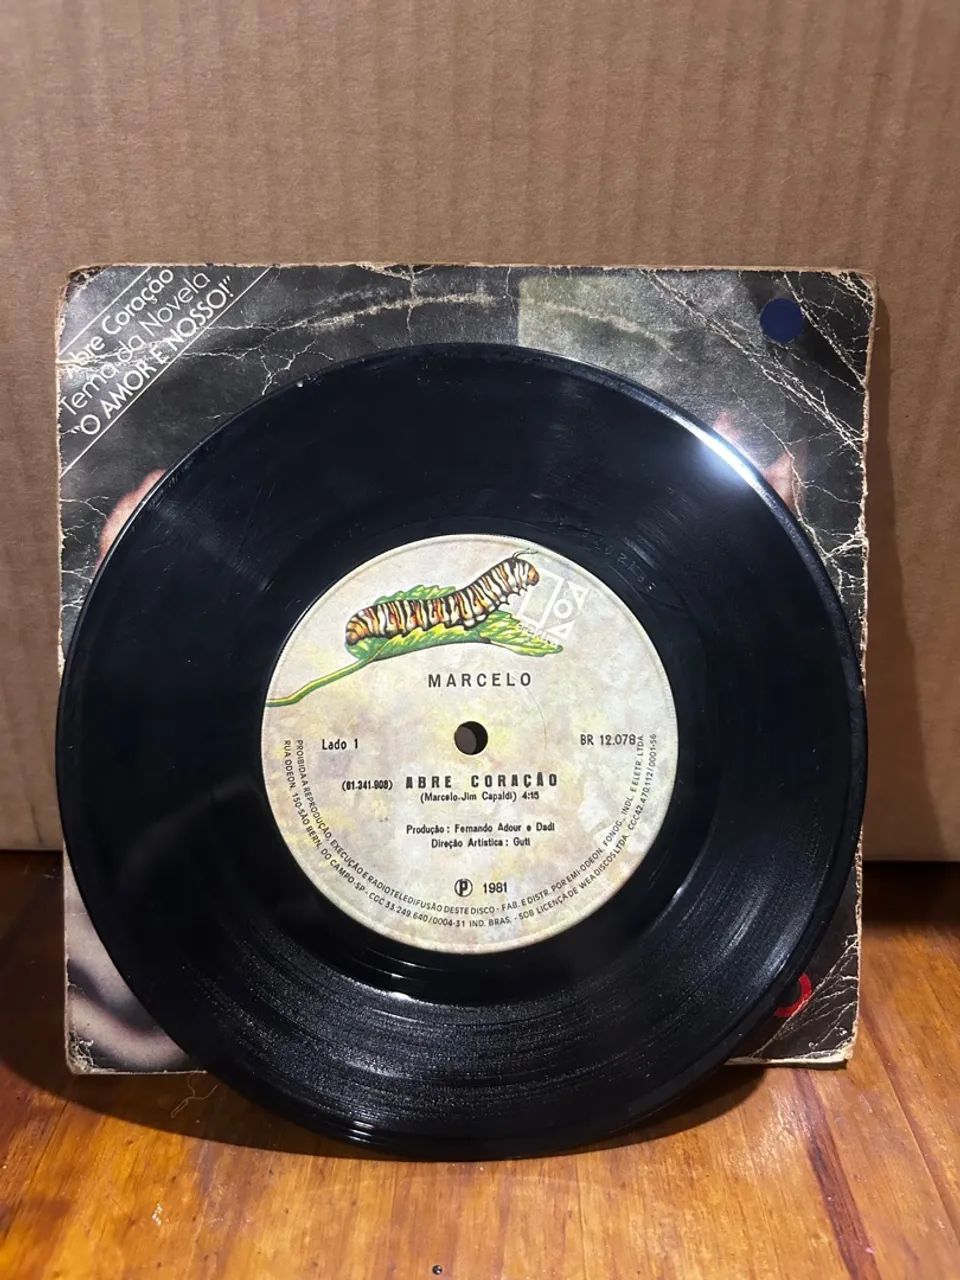 Abre Coração
Tema da Novela
"O AMOR É NOSSO!"
MARCELO
Lado 1
BR 12.078
(61.341.908) ABRE CORAÇÃO
(Marcelo-Jim Capaldi) 4:15
Produção : Fernando Adour e Dadi
Direção Artística : Guti
Ⓟ 1981
PROIBIDA A REPRODUÇÃO, EXECUÇÃO E RADIOTELEDIFUSÃO DESTE DISCO - FAB. E DISTR. POR EMI-ODEON, FONOG., INDL. E ELETR. LTDA.
RUA ODEON, 150-SÃO BERN. DO CAMPO-SP - CGC 33.249.640/0004-31 IND. BRAS. - SOB LICENÇA DE WEA DISCOS LTDA. CGC 42.470.112/0001-56